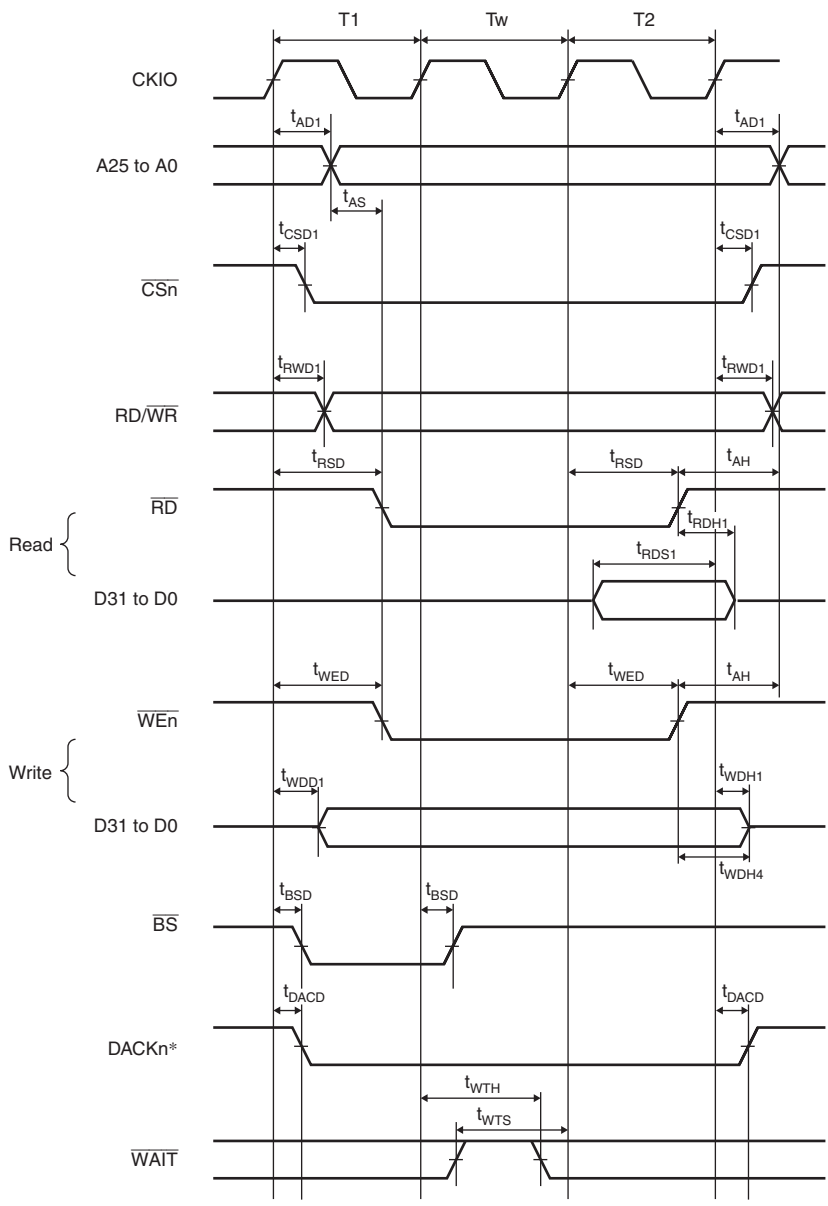 T1 Tw T2
CKIO
tAD1 tAD1
A25 to A0
tAS
tCSD1 tCSD1
CSn
tRWD1 tRWD1
RD/WR
tRSD tRSD tAH
RD
tRDH1
Read
tRDS1
D31 to D0
tWED tWED tAH
WEn
Write
tWDD1 tWDH1
D31 to D0
tWDH4
tBSD tBSD
BS
tDACD tDACD
DACKn*
tWTH
tWTS
WAIT